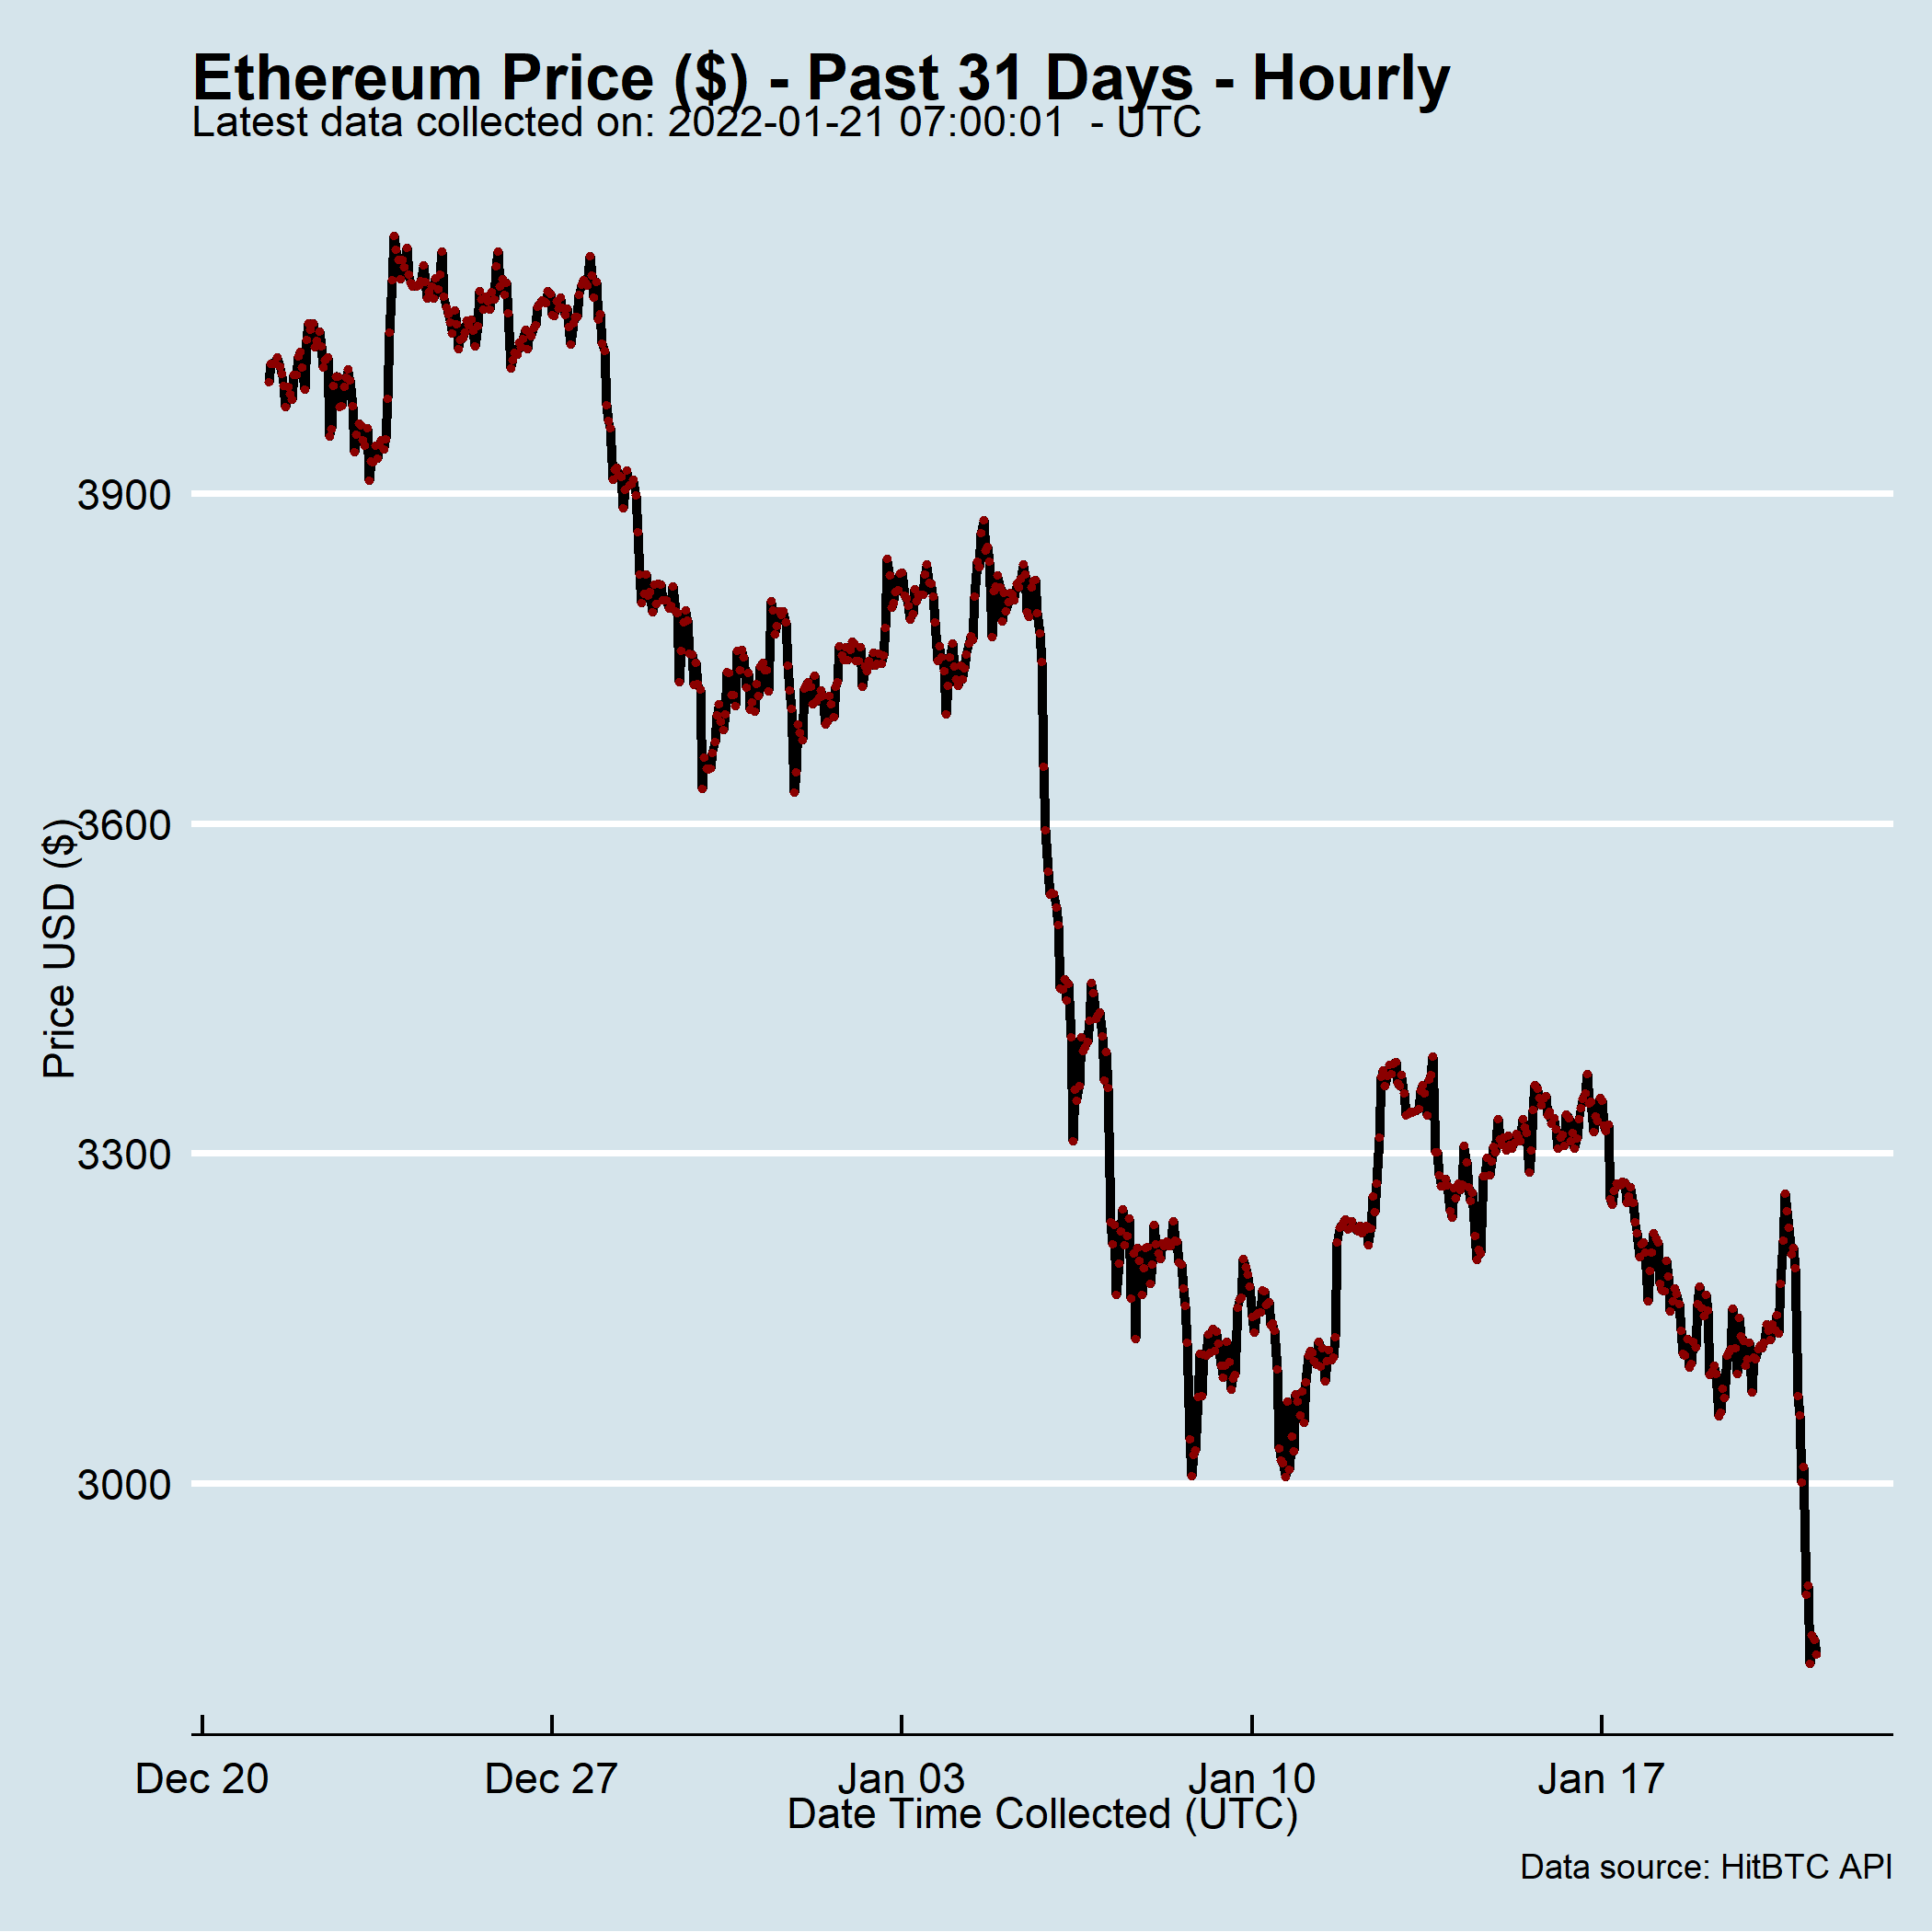 Ethereum Price ($) - Past 31 Days - Hourly
Latest data collected on: 2022-01-21 07:00:01  - UTC
3900
3600
3300
3000
Price USD ($)
Dec 20
Dec 27
Jan 03
Jan 10
Jan 17
Date Time Collected (UTC)
Data source: HitBTC API